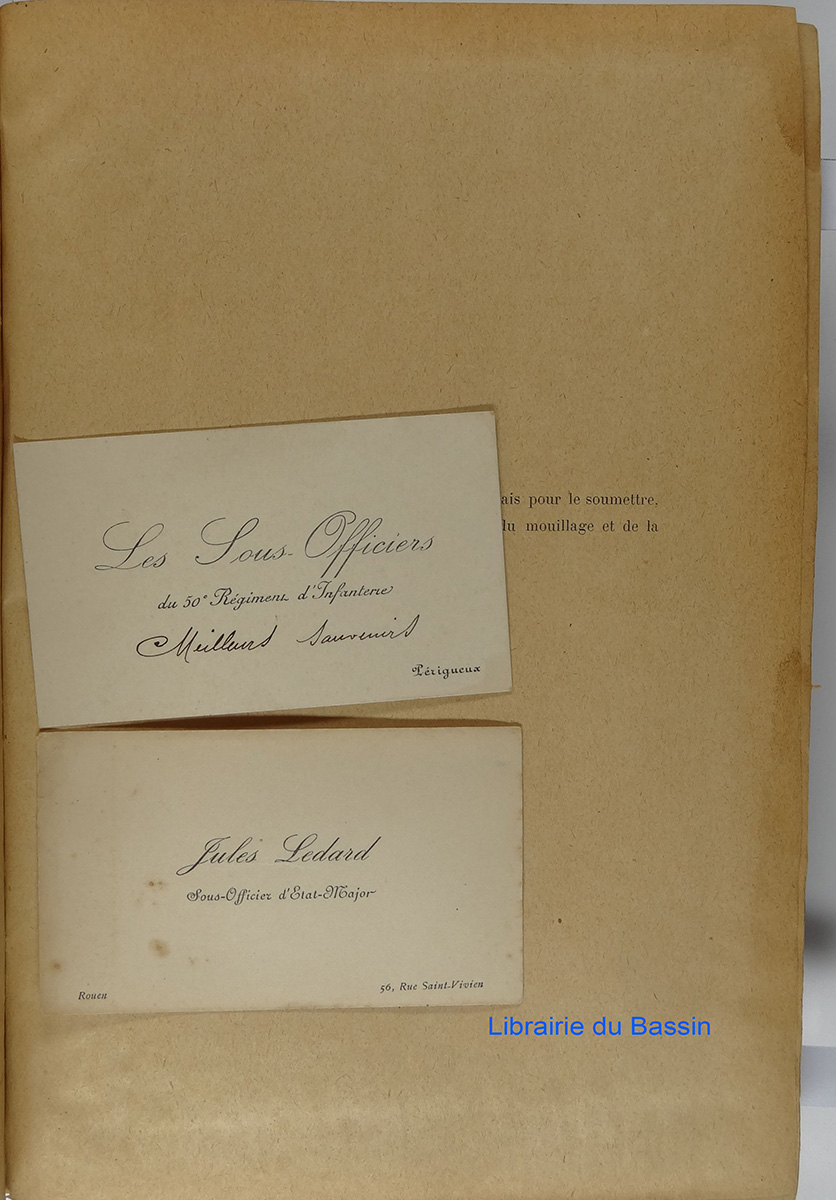 ais pour le soumettre.
du mouillage et de la
Les Sous-Officiers
du 50e Régiment d'Infanterie
Meilleurs Souvenirs
Périgueux
Jules Ledard
Sous-Officier d'Etat-Major
Rouen
56, Rue Saint-Vivien
Librairie du Bassin